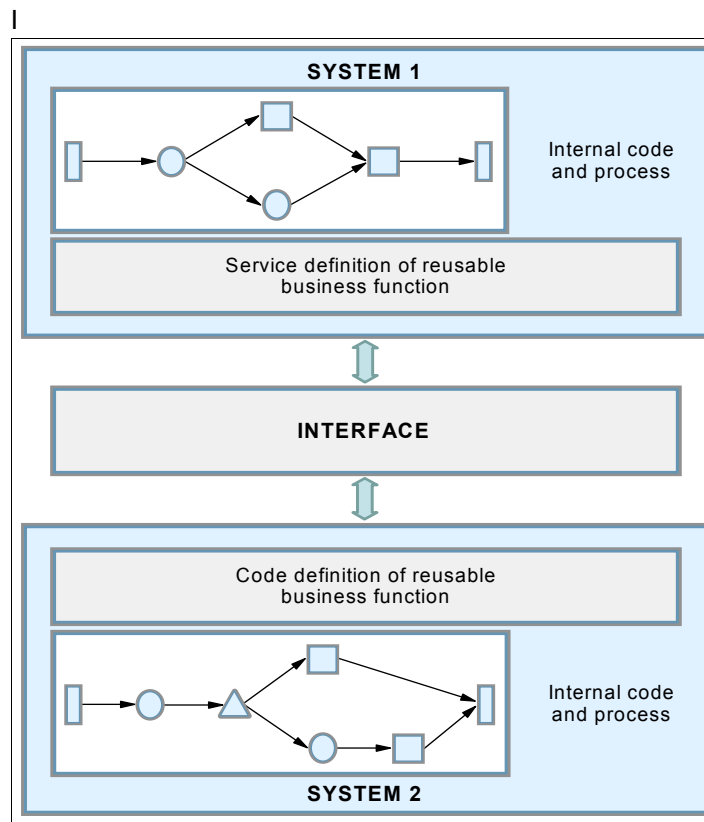 I
SYSTEM 1
Internal code
and process
Service definition of reusable
business function
INTERFACE
Code definition of reusable
business function
Internal code
and process
SYSTEM 2